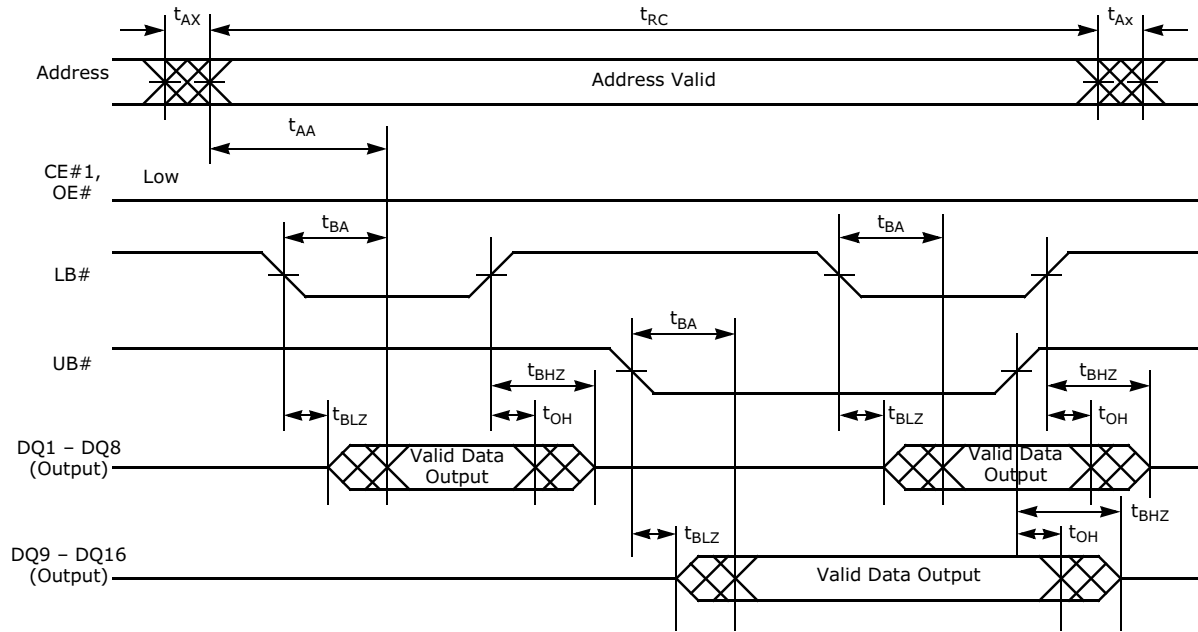 tAX
tRC
tAx
Address
Address Valid
tAA
CE#1,
OE#
Low
tBA
tBA
LB#
tBA
UB#
tBHZ
tBHZ
tBLZ
tOH
tBLZ
tOH
DQ1 – DQ8
(Output)
Valid Data
Output
Valid Data
Output
tBHZ
tBLZ
tOH
DQ9 – DQ16
(Output)
Valid Data Output